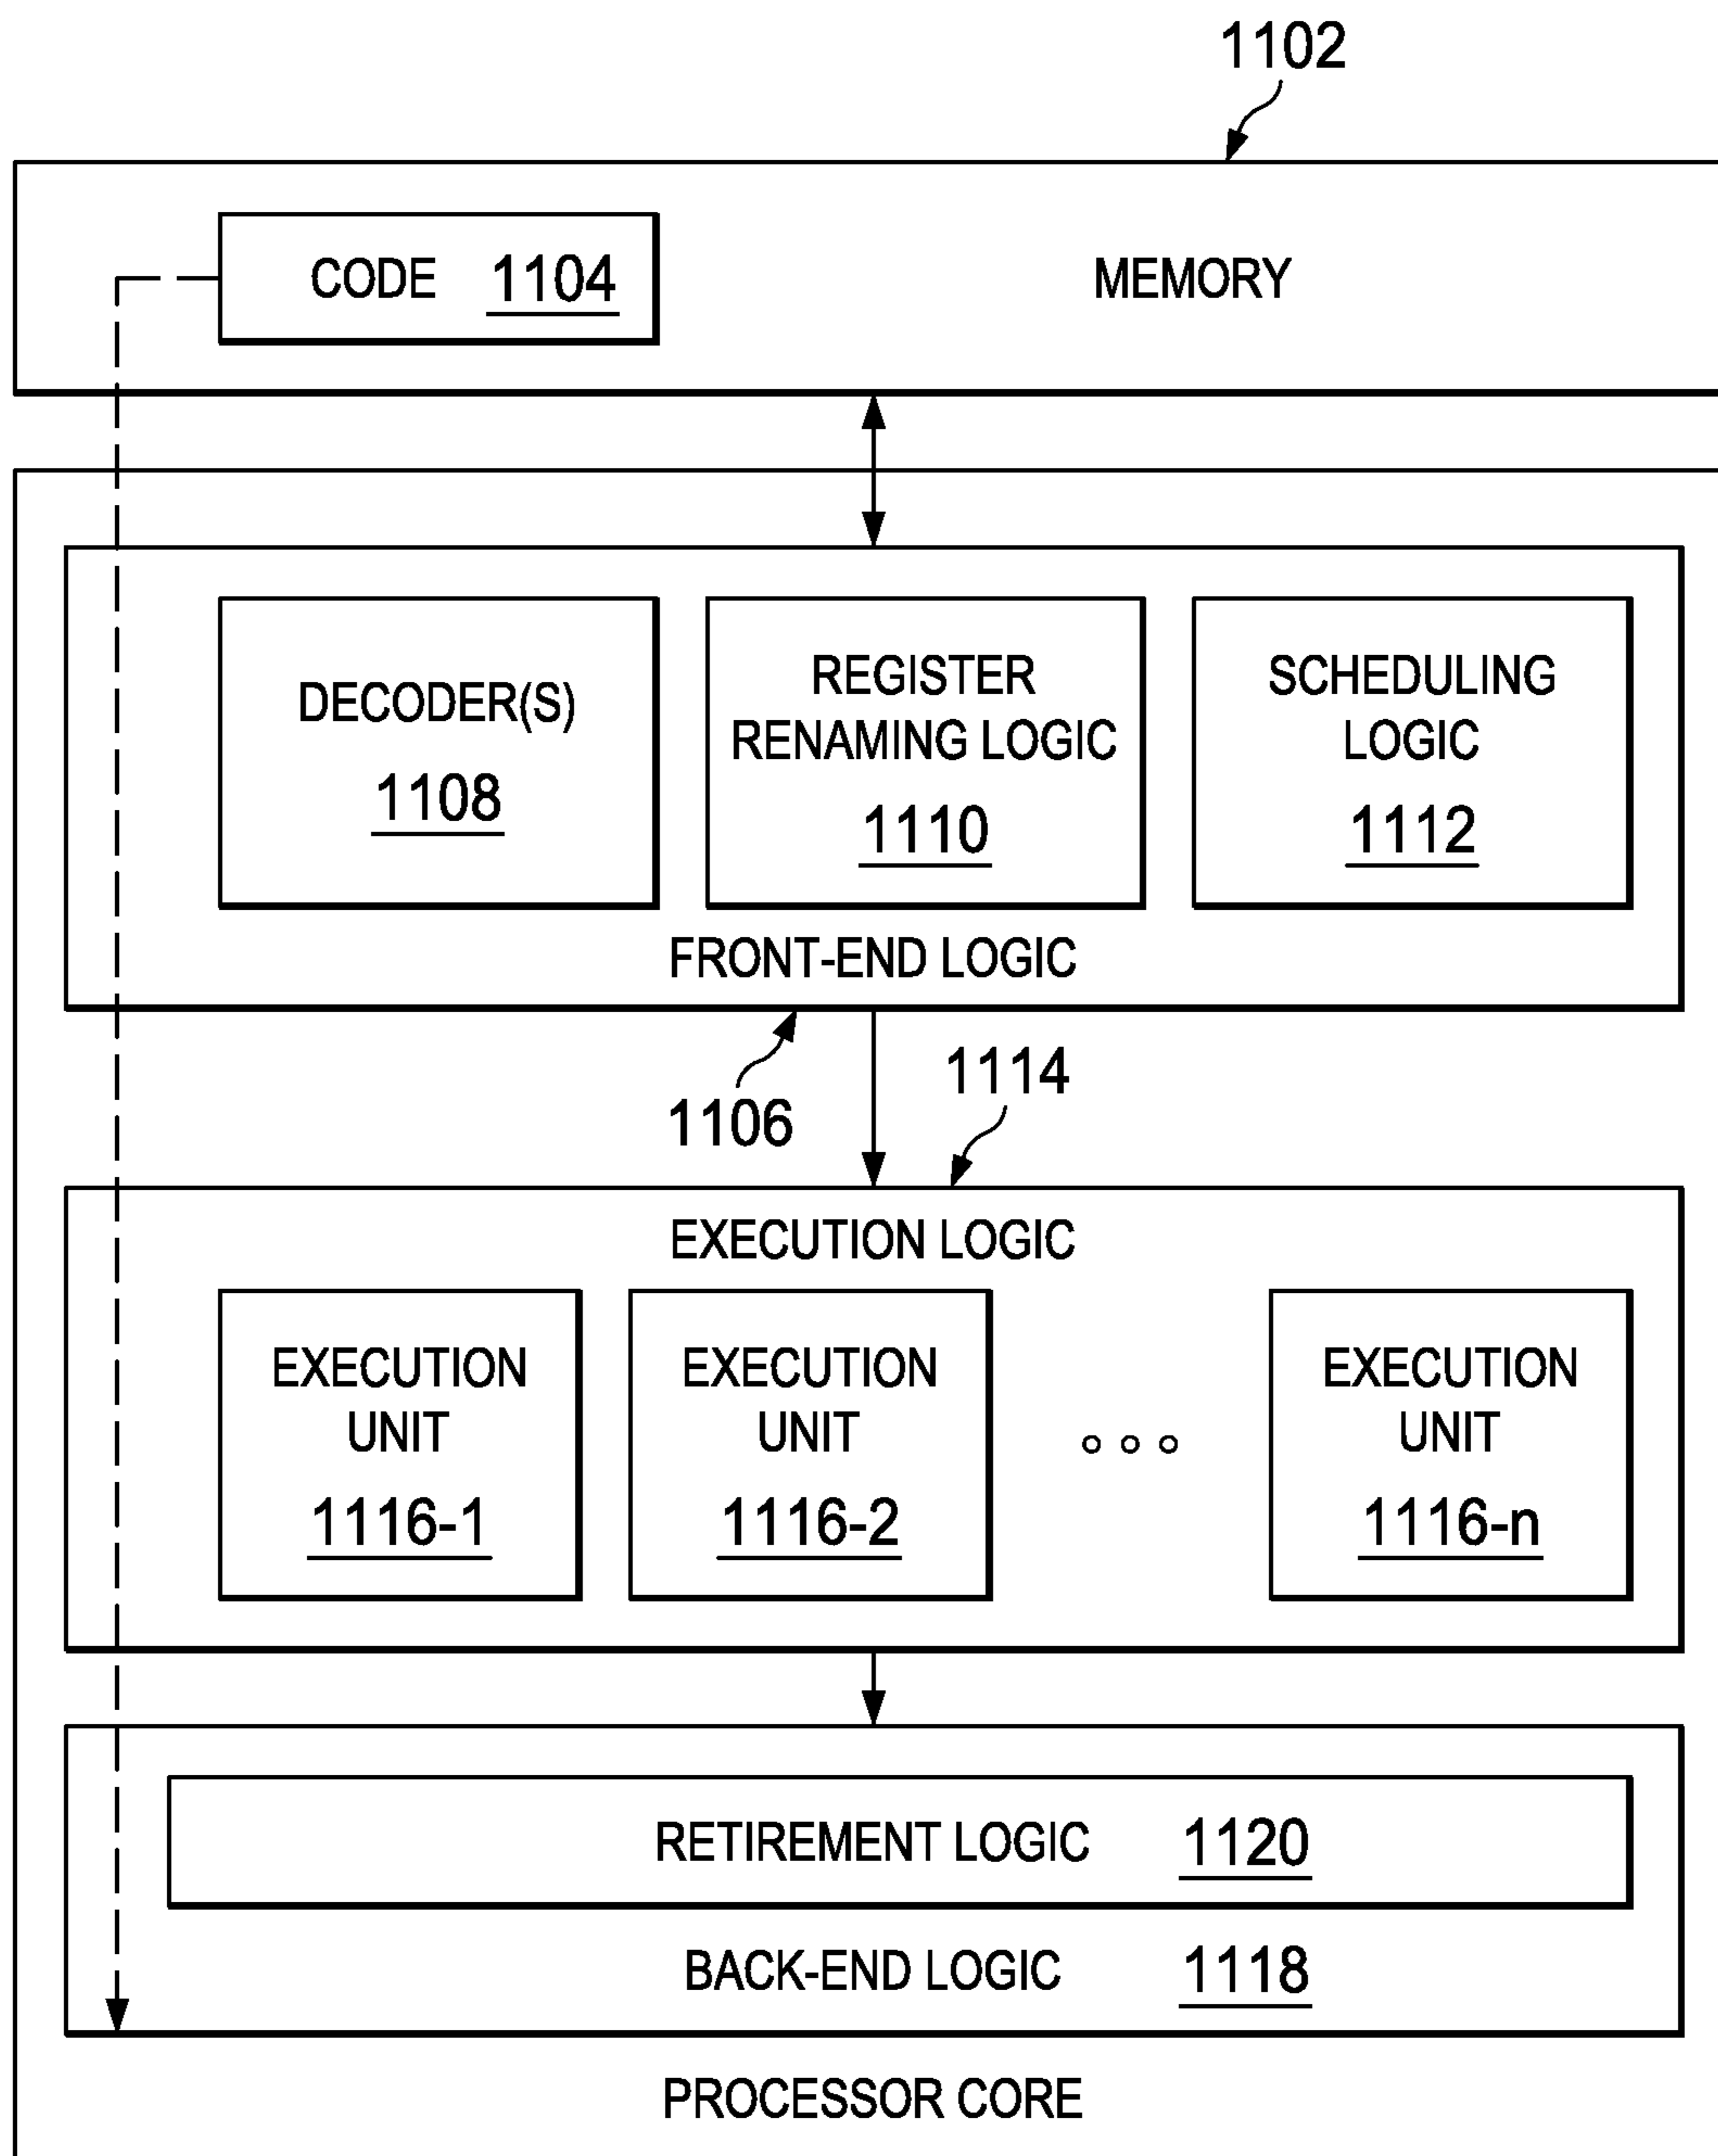 1102
CODE 1104
MEMORY
DECODER(S)
1108
REGISTER
RENAMING LOGIC
1110
SCHEDULING
LOGIC
1112
FRONT-END LOGIC
1106
1114
EXECUTION LOGIC
EXECUTION
UNIT
1116-1
EXECUTION
UNIT
1116-2
EXECUTION
UNIT
1116-n
RETIREMENT LOGIC 1120
BACK-END LOGIC 1118
PROCESSOR CORE